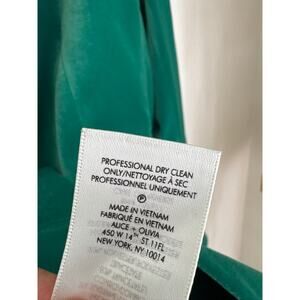 PROFESSIONAL DRY CLEAN
ONLY/NETTOYAGE À SEC
PROFESSIONNEL UNIQUEMENT
P
MADE IN VIETNAM
FABRIQUÉ EN VIETNAM
ALICE + OLIVIA
450 W 14TH ST. 11FL
NEW YORK, NY 10014